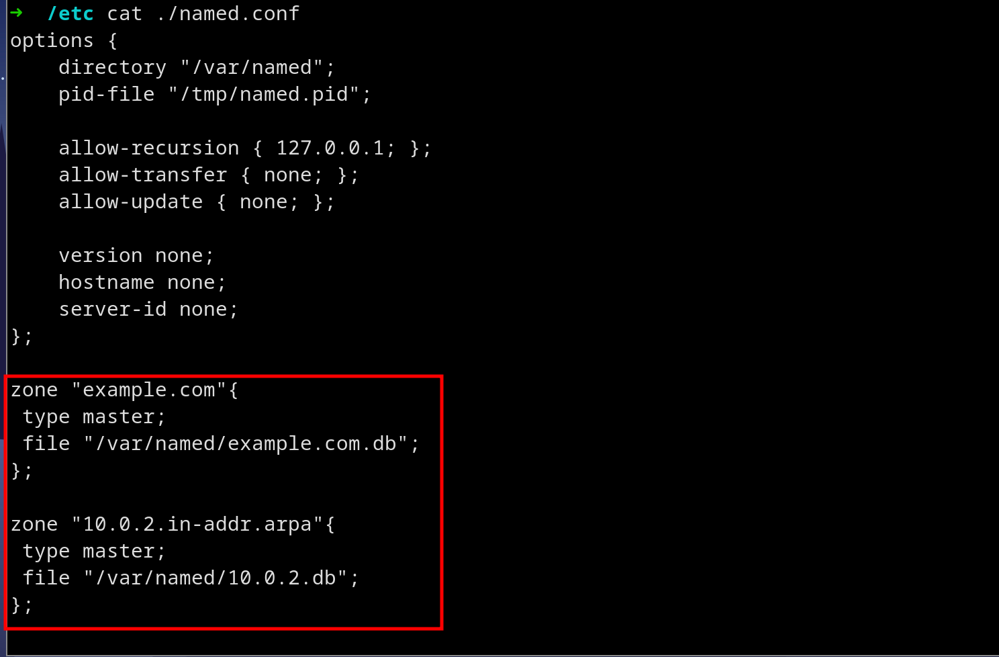 ➜ /etc cat ./named.conf
options {
    directory "/var/named";
    pid-file "/tmp/named.pid";

    allow-recursion { 127.0.0.1; };
    allow-transfer { none; };
    allow-update { none; };

    version none;
    hostname none;
    server-id none;
};

zone "example.com"{
 type master;
 file "/var/named/example.com.db";
};

zone "10.0.2.in-addr.arpa"{
 type master;
 file "/var/named/10.0.2.db";
};